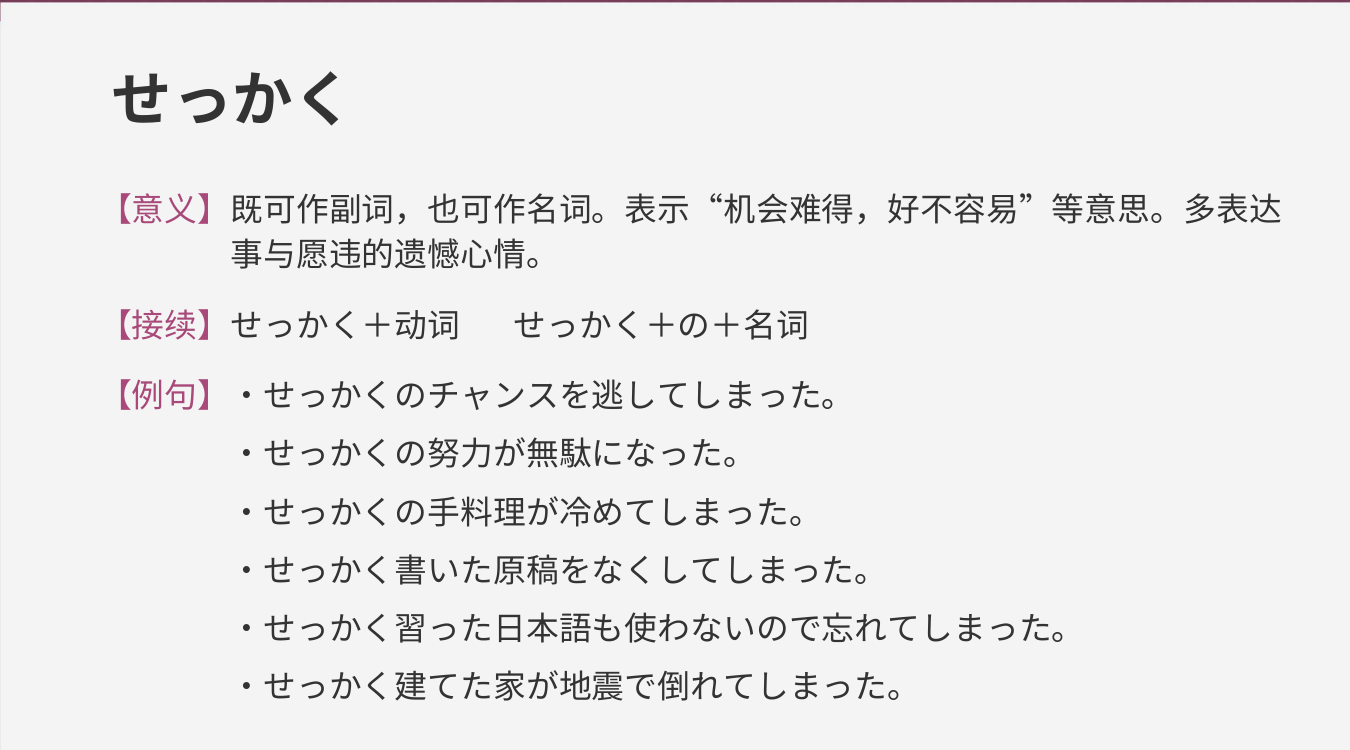 せっかく
【意义】既可作副词，也可作名词。表示“机会难得，好不容易”等意思。多表达
事与愿违的遗憾心情。
【接续】せっかく＋动词　せっかく＋の＋名词
【例句】・せっかくのチャンスを逃してしまった。
・せっかくの努力が無駄になった。
・せっかくの手料理が冷めてしまった。
・せっかく書いた原稿をなくしてしまった。
・せっかく習った日本語も使わないので忘れてしまった。
・せっかく建てた家が地震で倒れてしまった。